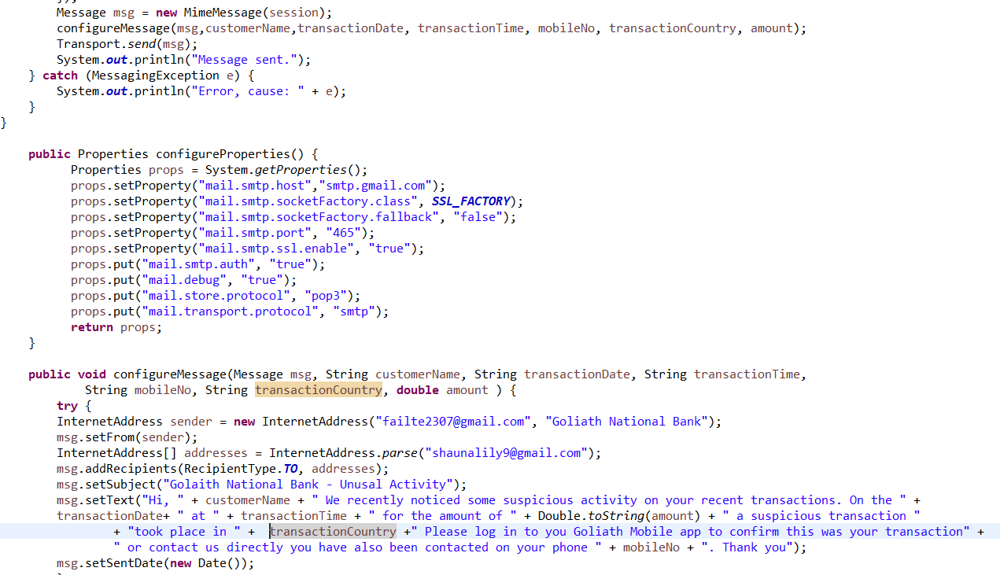 });
Message msg = new MimeMessage(session);
configureMessage(msg,customerName,transactionDate, transactionTime, mobileNo, transactionCountry, amount);
Transport.send(msg);
System.out.println("Message sent.");
} catch (MessagingException e) {
System.out.println("Error, cause: " + e);
}
}
public Properties configureProperties() {
Properties props = System.getProperties();
props.setProperty("mail.smtp.host","smtp.gmail.com");
props.setProperty("mail.smtp.socketFactory.class", SSL_FACTORY);
props.setProperty("mail.smtp.socketFactory.fallback", "false");
props.setProperty("mail.smtp.port", "465");
props.setProperty("mail.smtp.ssl.enable", "true");
props.put("mail.smtp.auth", "true");
props.put("mail.debug", "true");
props.put("mail.store.protocol", "pop3");
props.put("mail.transport.protocol", "smtp");
return props;
}
public void configureMessage(Message msg, String customerName, String transactionDate, String transactionTime,
String mobileNo, String transactionCountry, double amount ) {
try {
InternetAddress sender = new InternetAddress("failte2307@gmail.com", "Goliath National Bank");
msg.setFrom(sender);
InternetAddress[] addresses = InternetAddress.parse("shaunalily9@gmail.com");
msg.addRecipients(RecipientType.TO, addresses);
msg.setSubject("Golaith National Bank - Unusal Activity");
msg.setText("Hi, " + customerName + " We recently noticed some suspicious activity on your recent transactions. On the " +
transactionDate+ " at " + transactionTime + " for the amount of " + Double.toString(amount) + " a suspicious transaction "
+ "took place in " + transactionCountry +" Please log in to you Goliath Mobile app to confirm this was your transaction" +
" or contact us directly you have also been contacted on your phone " + mobileNo + ". Thank you");
msg.setSentDate(new Date());